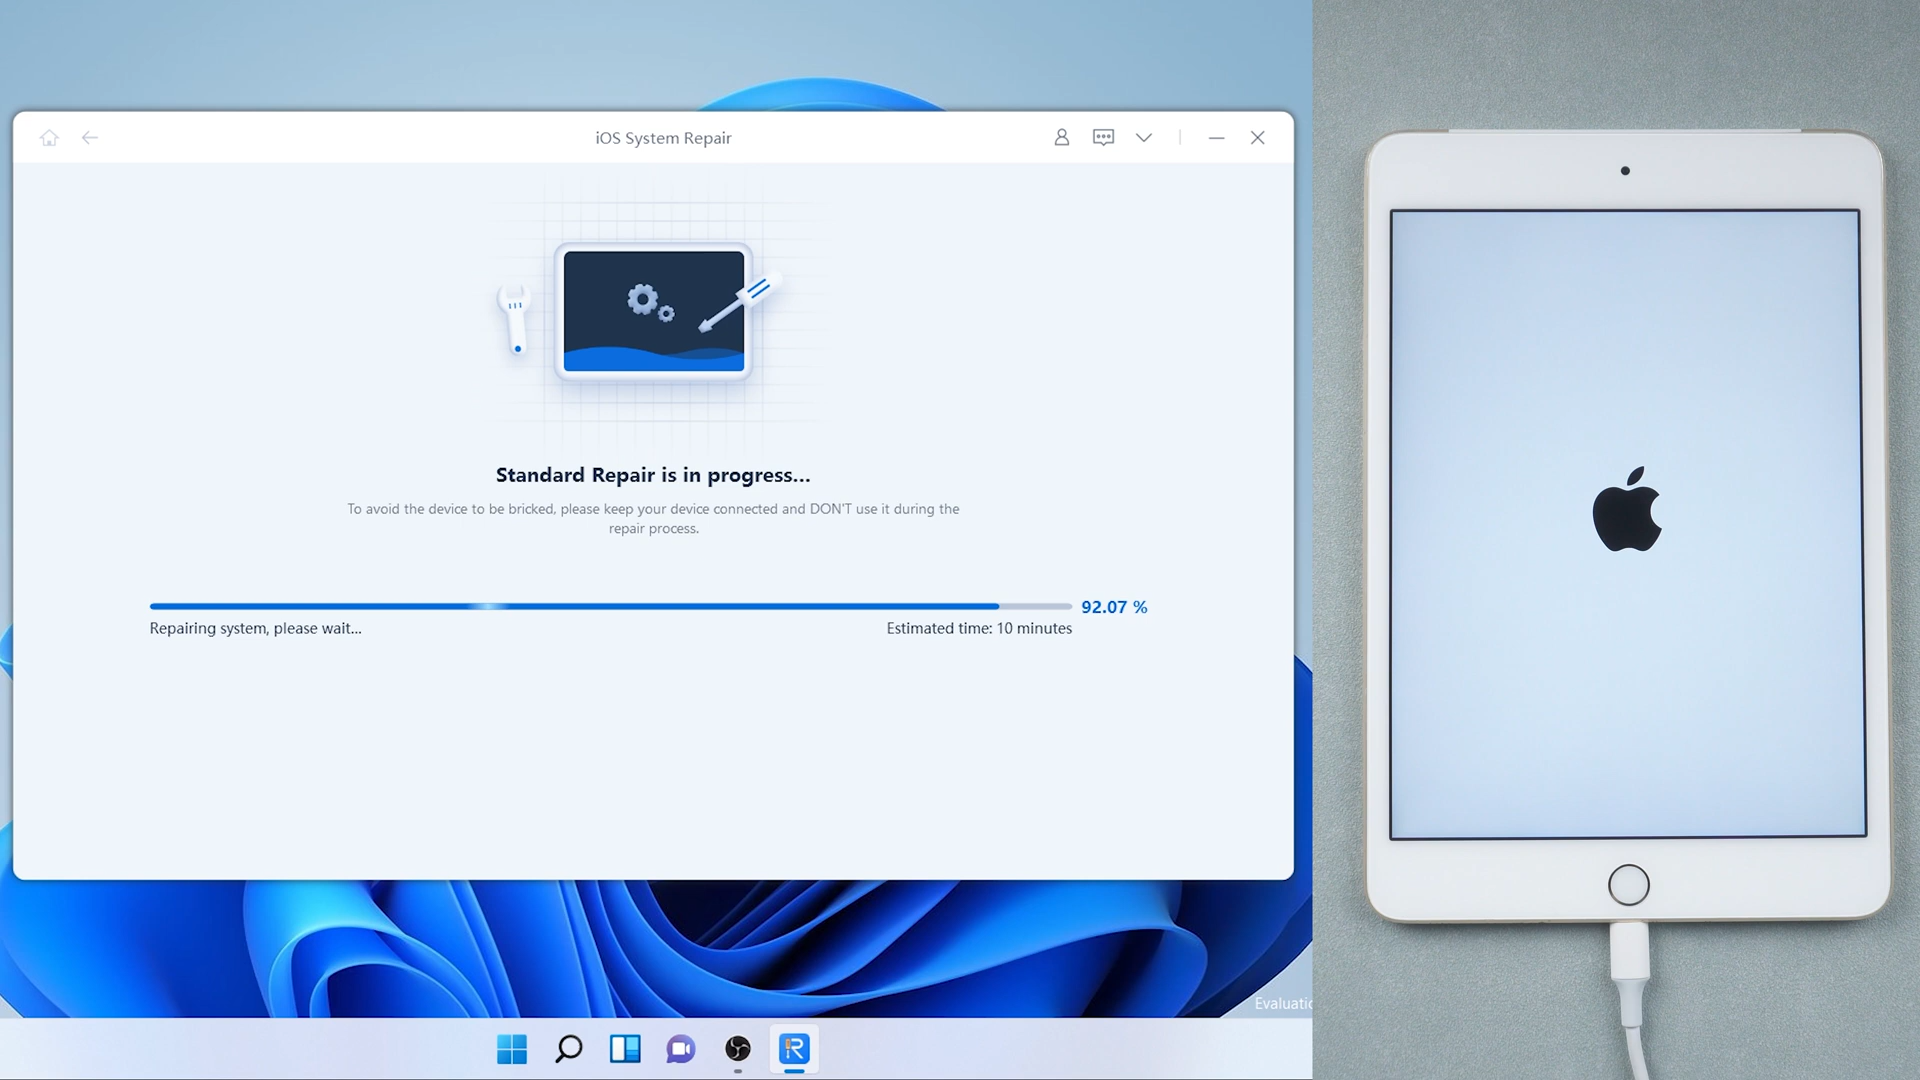 iOS System Repair
Standard Repair is in progress...
To avoid the device to be bricked, please keep your device connected and DON'T use it during the
repair process.
92.07 %
Repairing system, please wait...
Estimated time: 10 minutes
Evaluatio